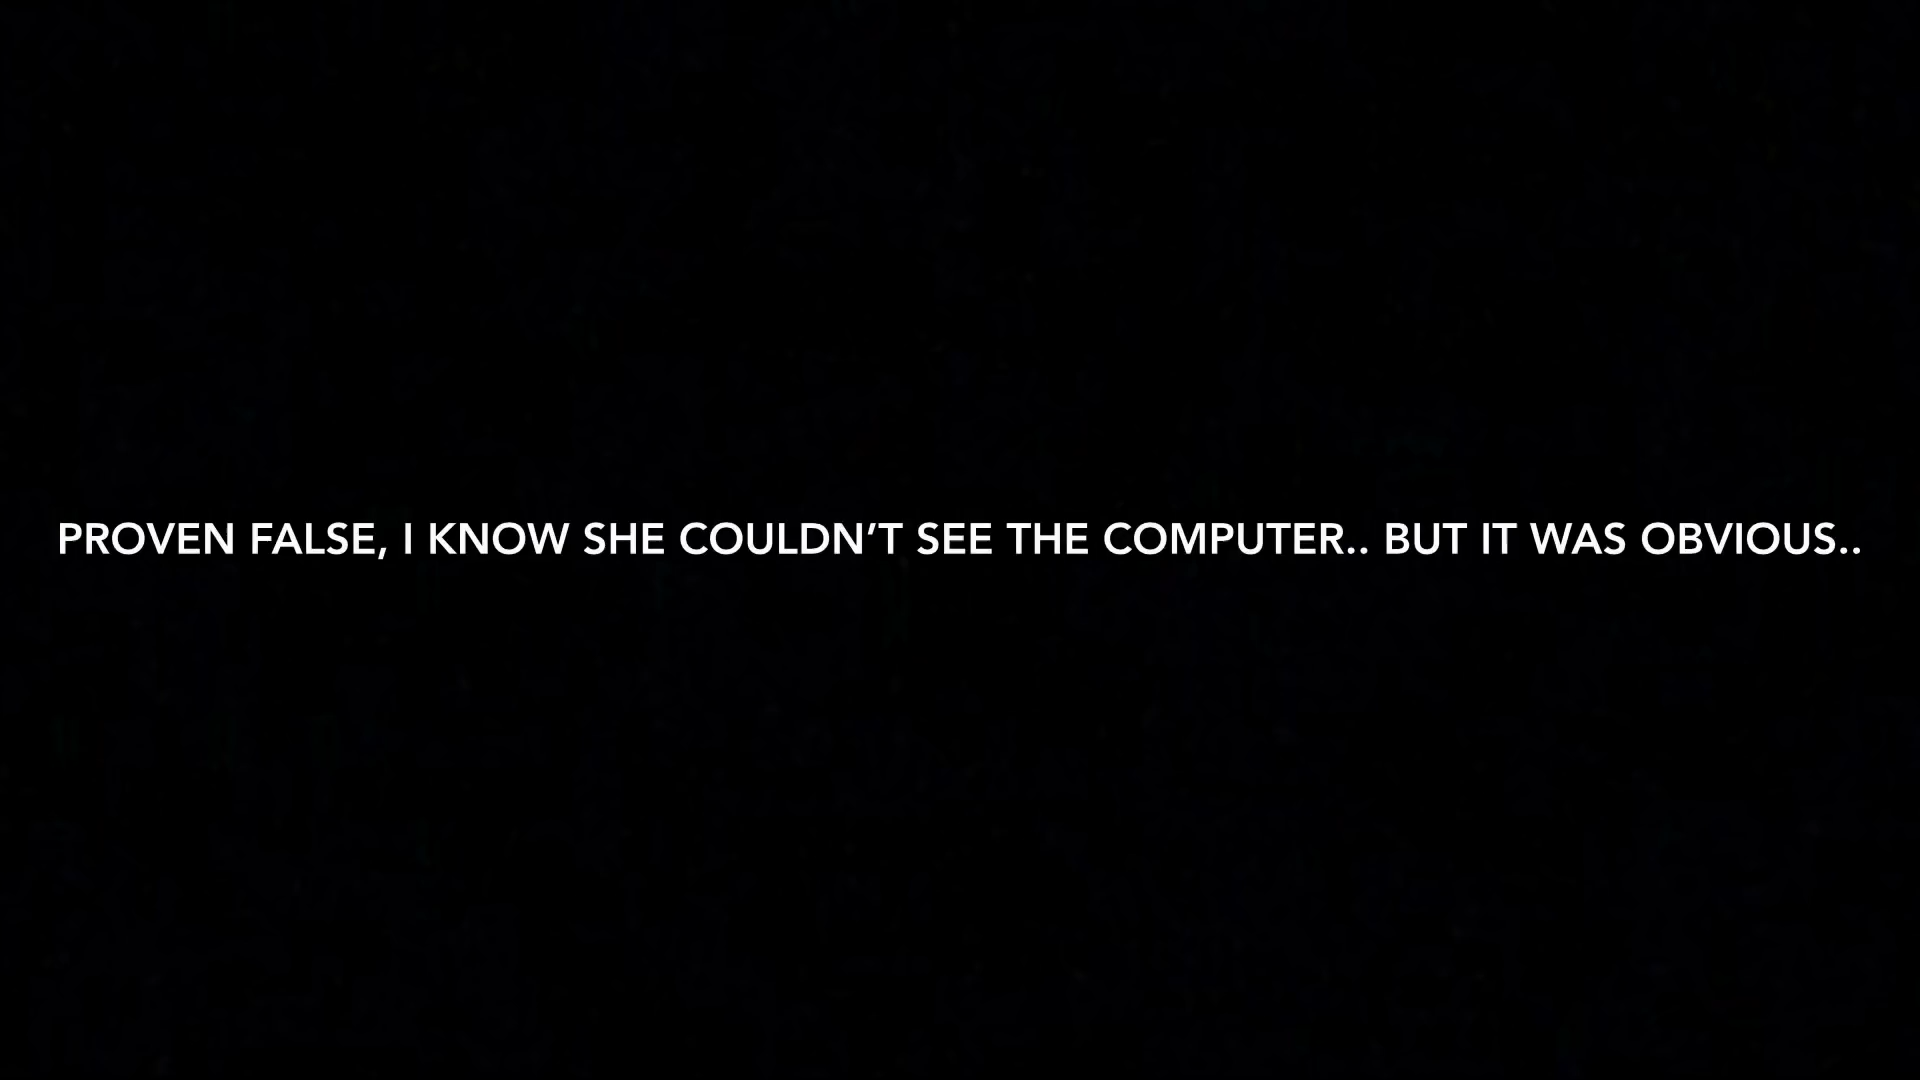 PROVEN FALSE, I KNOW SHE COULDN’T SEE THE COMPUTER.. BUT IT WAS OBVIOUS..